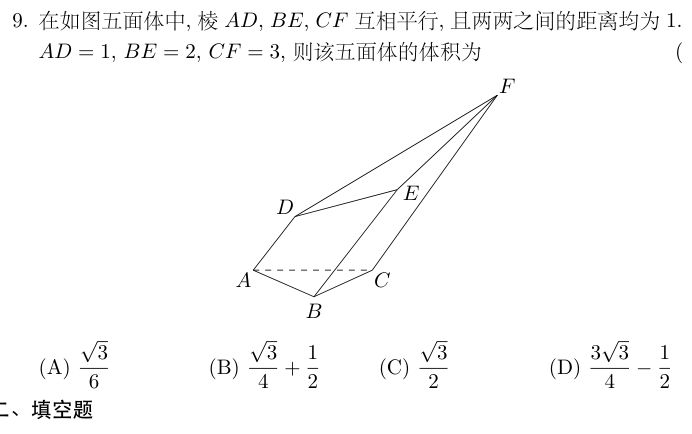 9. 在如图五面体中, 棱 AD, BE, CF 互相平行, 且两两之间的距离均为 1.
AD = 1, BE = 2, CF = 3, 则该五面体的体积为 (
F
E
D
A
C
B
(A) √3/6 (B) √3/4 + 1/2 (C) √3/2 (D) 3√3/4 − 1/2
二、填空题